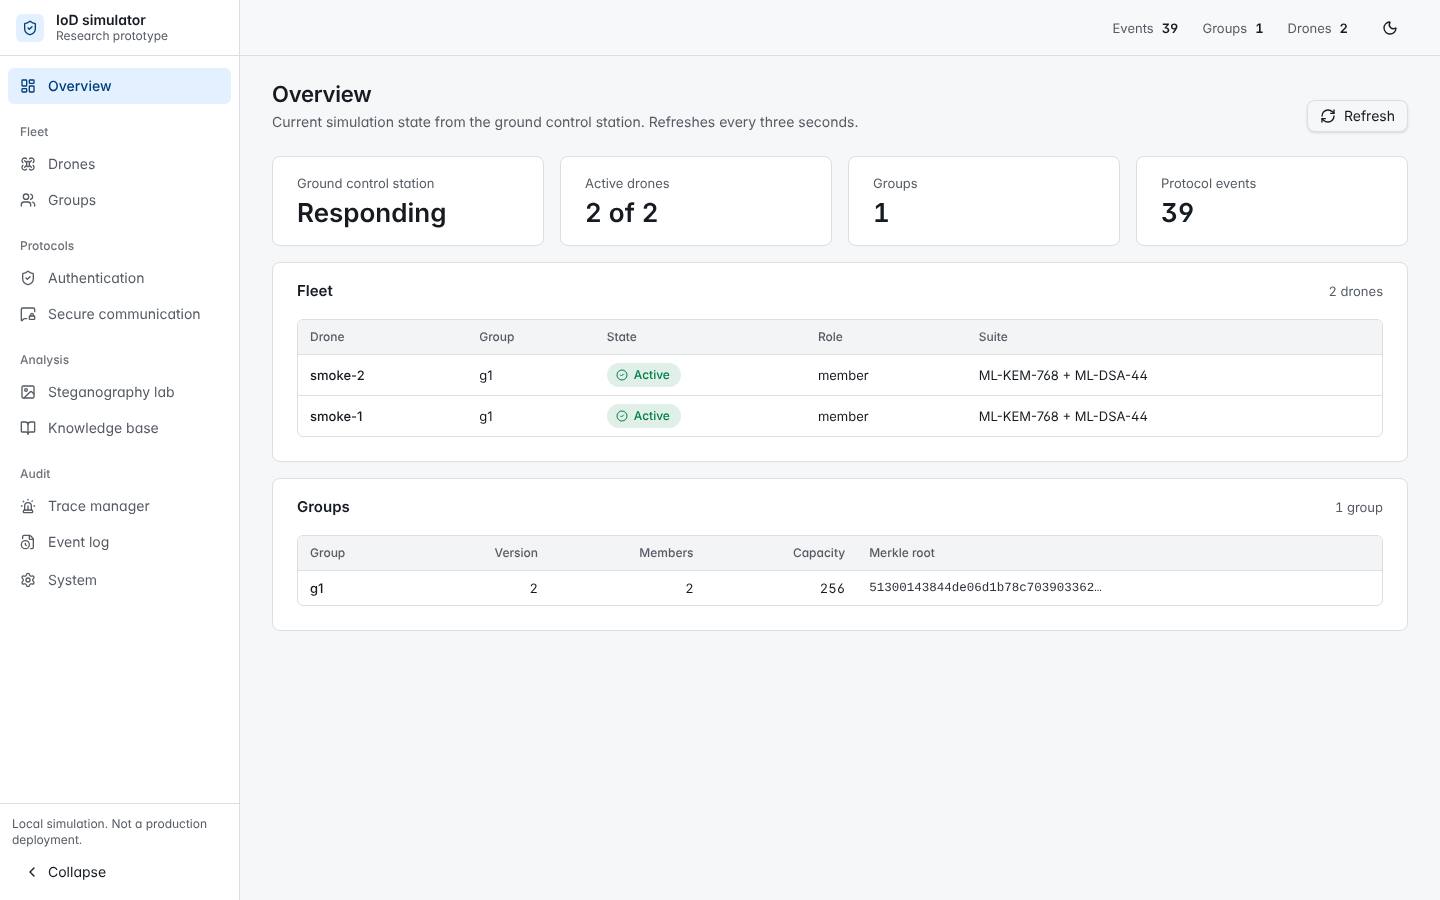 IoD simulator
Research prototype
Events 39 Groups 1 Drones 2
Overview
Fleet
Drones
Groups
Protocols
Authentication
Secure communication
Analysis
Steganography lab
Knowledge base
Audit
Trace manager
Event log
System
Local simulation. Not a production
deployment.
Collapse
Overview
Current simulation state from the ground control station. Refreshes every three seconds.
Refresh
Ground control station
Responding
Active drones
2 of 2
Groups
1
Protocol events
39
Fleet
2 drones
Drone Group State Role Suite
smoke-2 g1 Active member ML-KEM-768 + ML-DSA-44
smoke-1 g1 Active member ML-KEM-768 + ML-DSA-44
Groups
1 group
Group Version Members Capacity Merkle root
g1 2 2 256 51300143844de06d1b78c703903362…